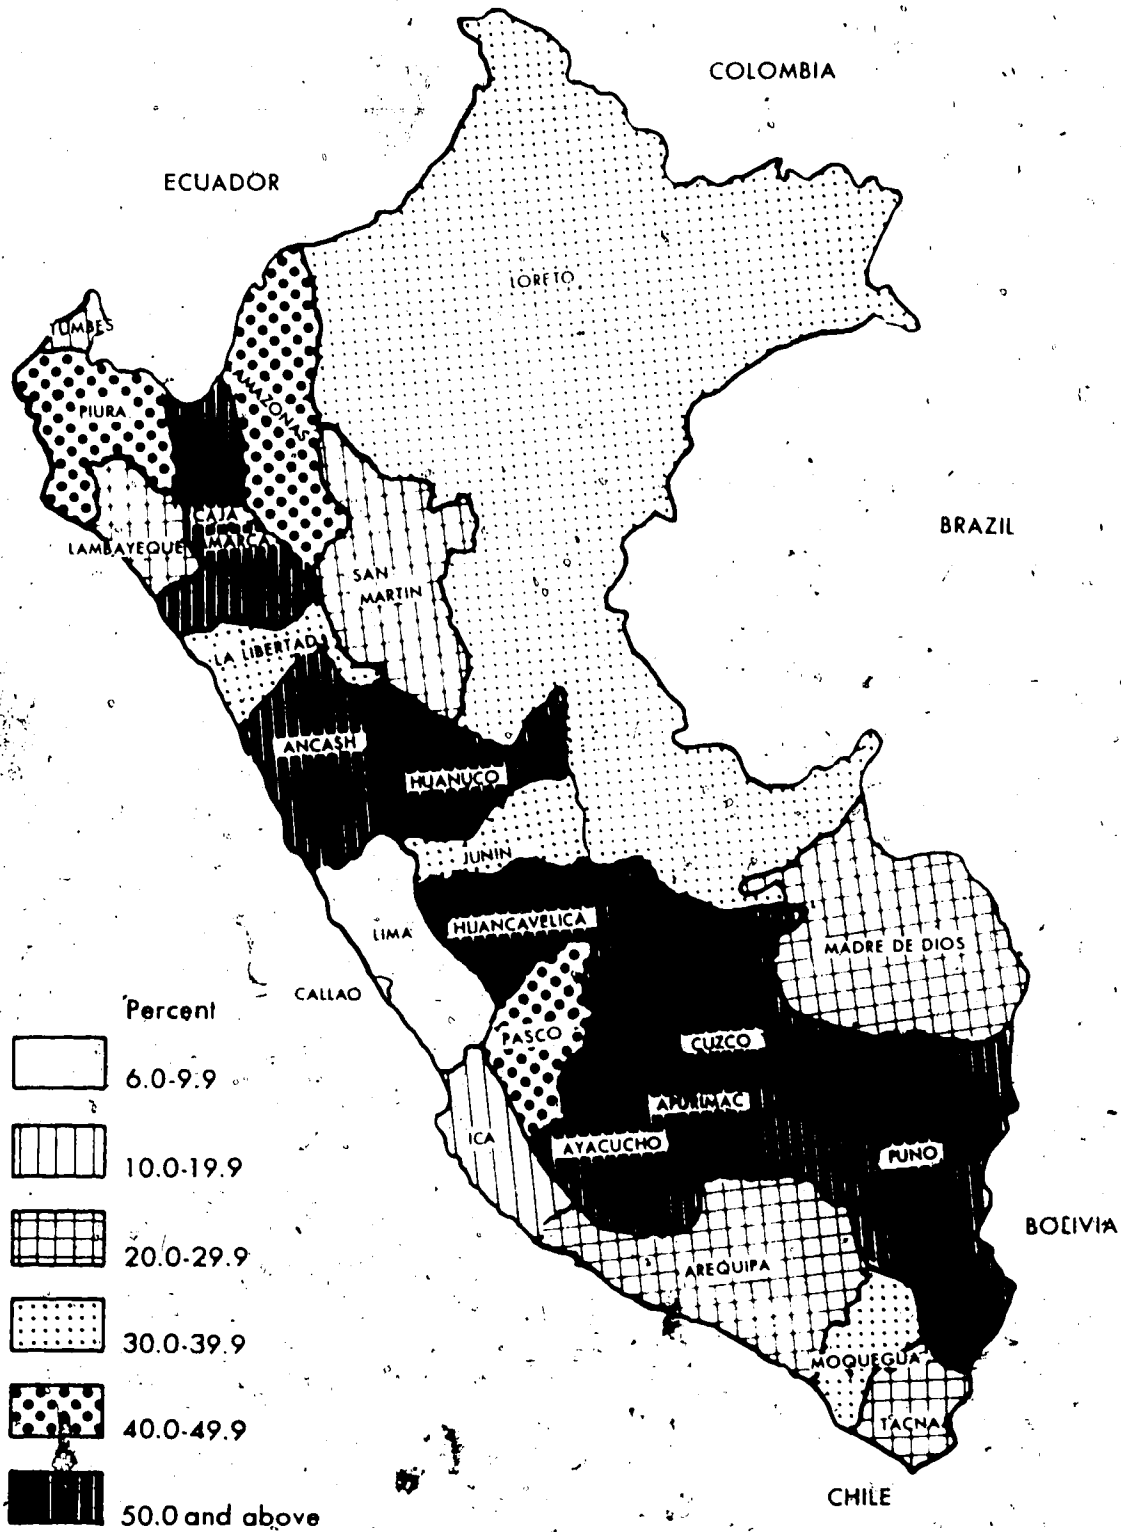 COLOMBIA
ECUADOR
LORETO
TUMBES
PIURA
AMAZONAS
BRAZIL
CAJA
MARCA
LAMBAYEQUE
SAN
MARTIN
LA LIBERTAD
ANCASH
HUANUCO
JUNIN
HUANCAVELICA
LIMA
MADRE DE DIOS
CALLAO
PASCO
CUZCO
APURIMAC
ICA
AYACUCHO
PUNO
BOLIVIA
AREQUIPA
MOQUEGUA
TACNA
CHILE
Percent
6.0-9.9
10.0-19.9
20.0-29.9
30.0-39.9
40.0-49.9
50.0 and above